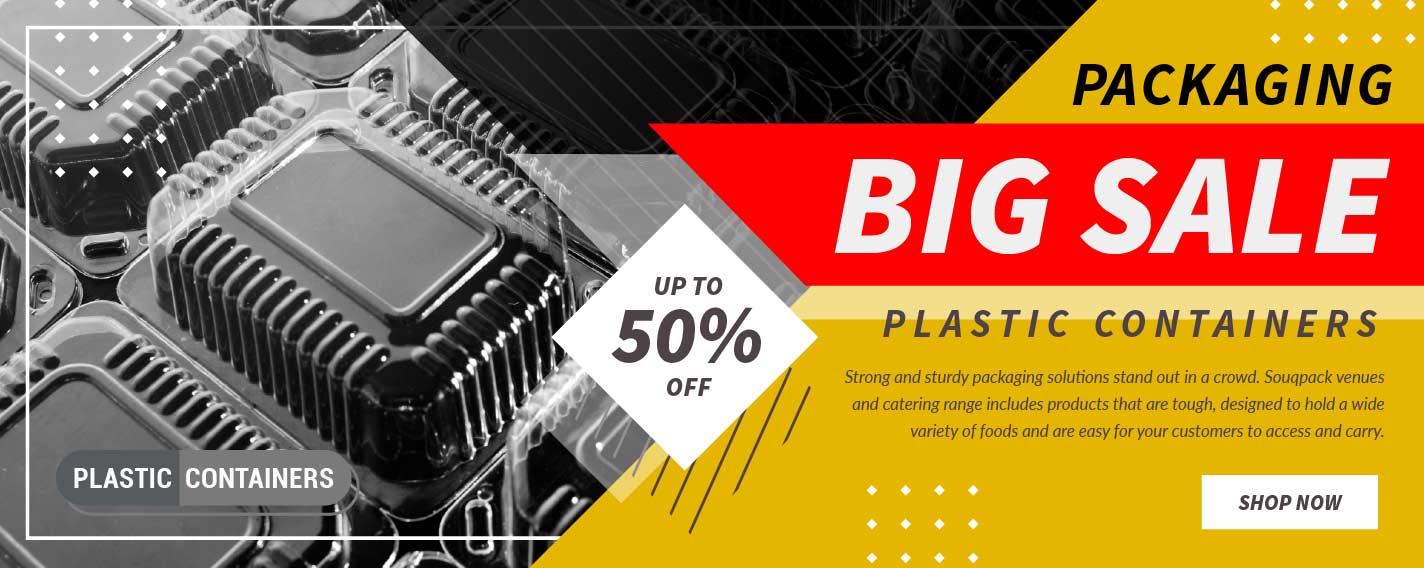 PACKAGING
BIG SALE
PLASTIC CONTAINERS
UP TO
50%
OFF
Strong and sturdy packaging solutions stand out in a crowd. Souqpack venues
and catering range includes products that are tough, designed to hold a wide
variety of foods and are easy for your customers to access and carry.
PLASTIC CONTAINERS
SHOP NOW